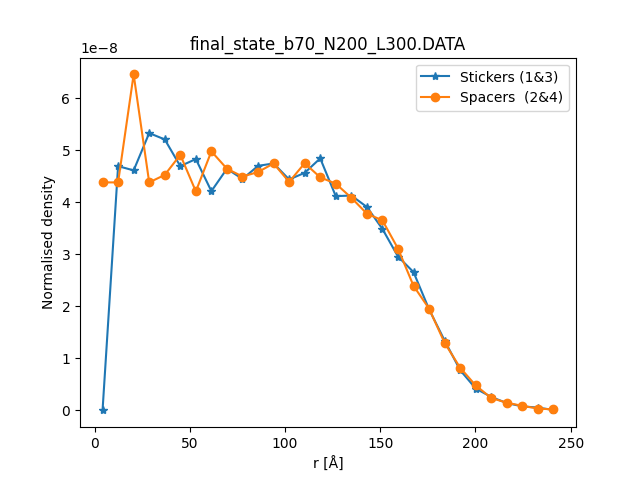 final_state_b70_N200_L300.DATA
1e−8
Stickers (1&3)
Spacers  (2&4)
6
5
4
3
2
1
0
Normalised density
0
50
100
150
200
250
r [Å]